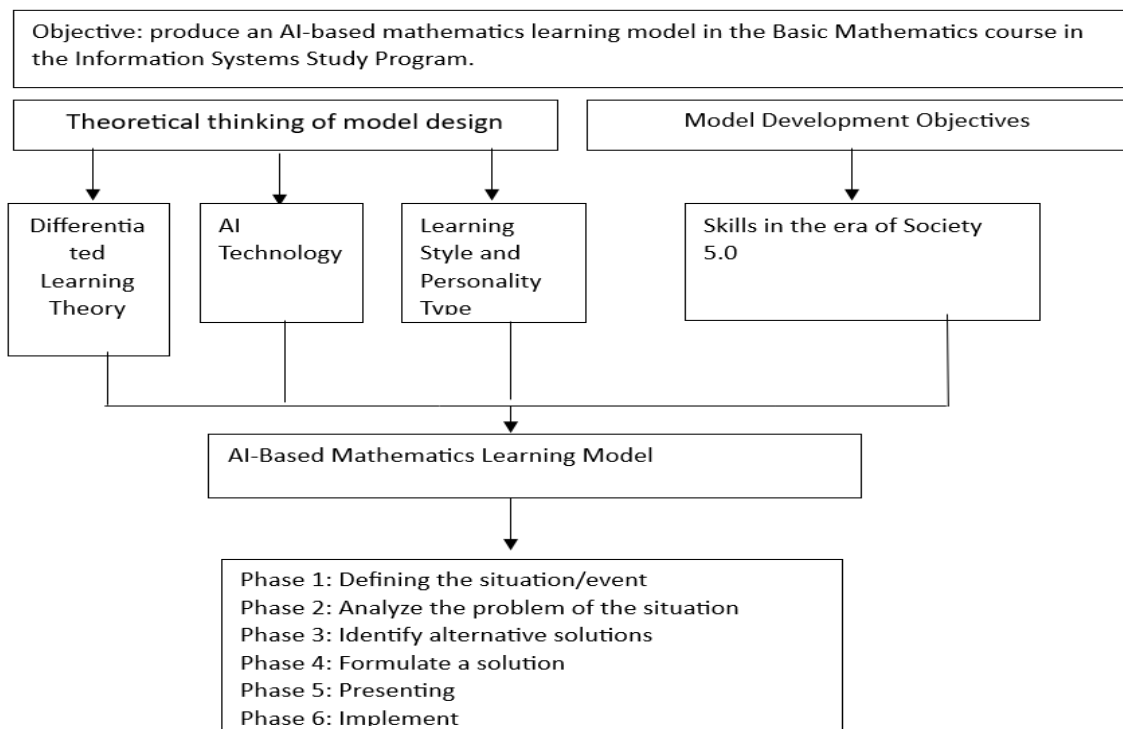 Objective: produce an AI-based mathematics learning model in the Basic Mathematics course in
the Information Systems Study Program.
Theoretical thinking of model design
Model Development Objectives
Differentia
ted
Learning
Theory
AI
Technology
Learning
Style and
Personality
Type
Skills in the era of Society
5.0
AI-Based Mathematics Learning Model
Phase 1: Defining the situation/event
Phase 2: Analyze the problem of the situation
Phase 3: Identify alternative solutions
Phase 4: Formulate a solution
Phase 5: Presenting
Phase 6: Implement